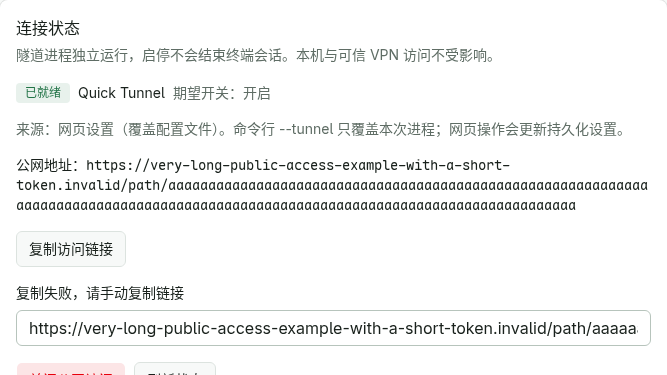 连接状态
隧道进程独立运行，启停不会结束终端会话。本机与可信 VPN 访问不受影响。
已就绪 Quick Tunnel 期望开关：开启
来源：网页设置（覆盖配置文件）。命令行 --tunnel 只覆盖本次进程；网页操作会更新持久化设置。
公网地址：https://very-long-public-access-example-with-a-short-
token.invalid/path/aaaaaaaaaaaaaaaaaaaaaaaaaaaaaaaaaaaaaaaaaaaaaaaaaaaaaaaaaaaa
aaaaaaaaaaaaaaaaaaaaaaaaaaaaaaaaaaaaaaaaaaaaaaaaaaaaaaaaaaaaaaaaaaaaaa
复制访问链接
复制失败，请手动复制链接
https://very-long-public-access-example-with-a-short-token.invalid/path/aaaaa